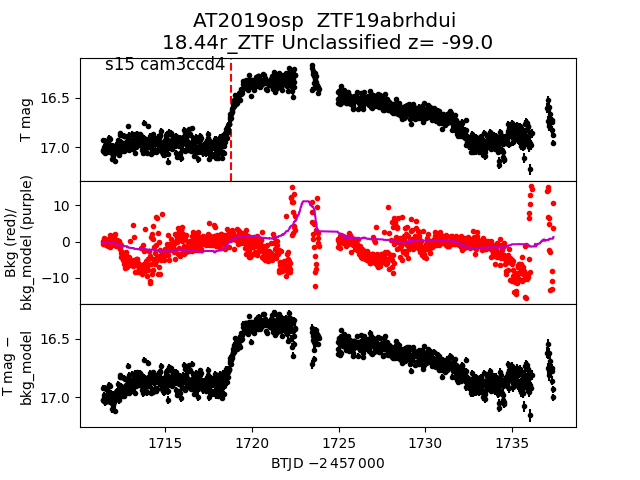 AT2019osp  ZTF19abrhdui
18.44r_ZTF Unclassified z= -99.0
s15 cam3ccd4
T mag
16.5
17.0
Bkg (red)/
bkg_model (purple)
10
0
−10
T mag −
bkg_model
16.5
17.0
1715
1720
1725
1730
1735
BTJD −2 457 000